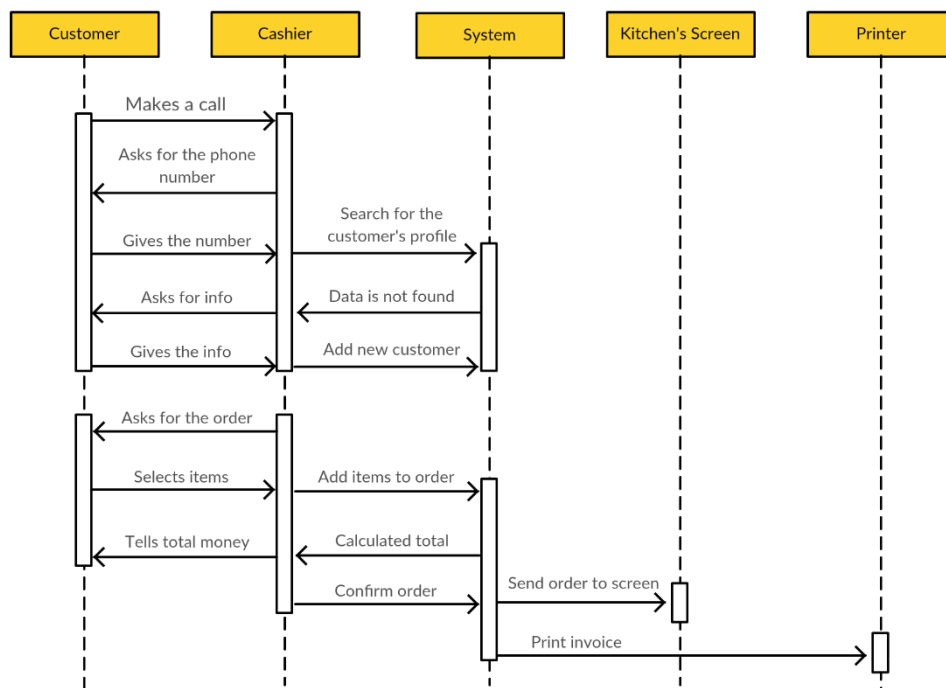 Customer
Cashier
System
Kitchen's Screen
Printer
Makes a call
Asks for the phone
number
Search for the
customer's profile
Gives the number
Asks for info
Data is not found
Gives the info
Add new customer
Asks for the order
Selects items
Add items to order
Tells total money
Calculated total
Confirm order
Send order to screen
Print invoice